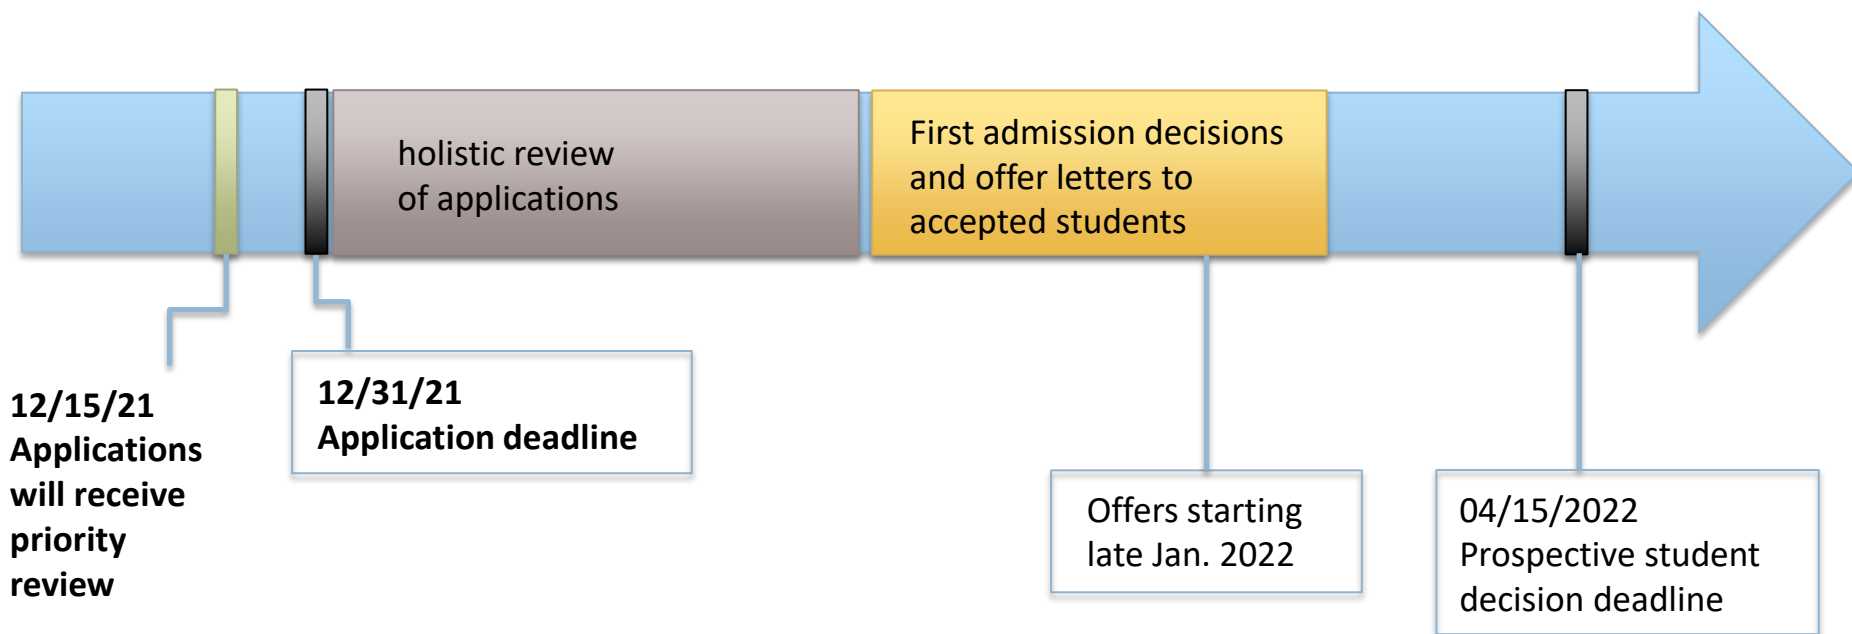 holistic review
of applications
First admission decisions
and offer letters to
accepted students
12/15/21
Applications
will receive
priority
review
12/31/21
Application deadline
Offers starting
late Jan. 2022
04/15/2022
Prospective student
decision deadline